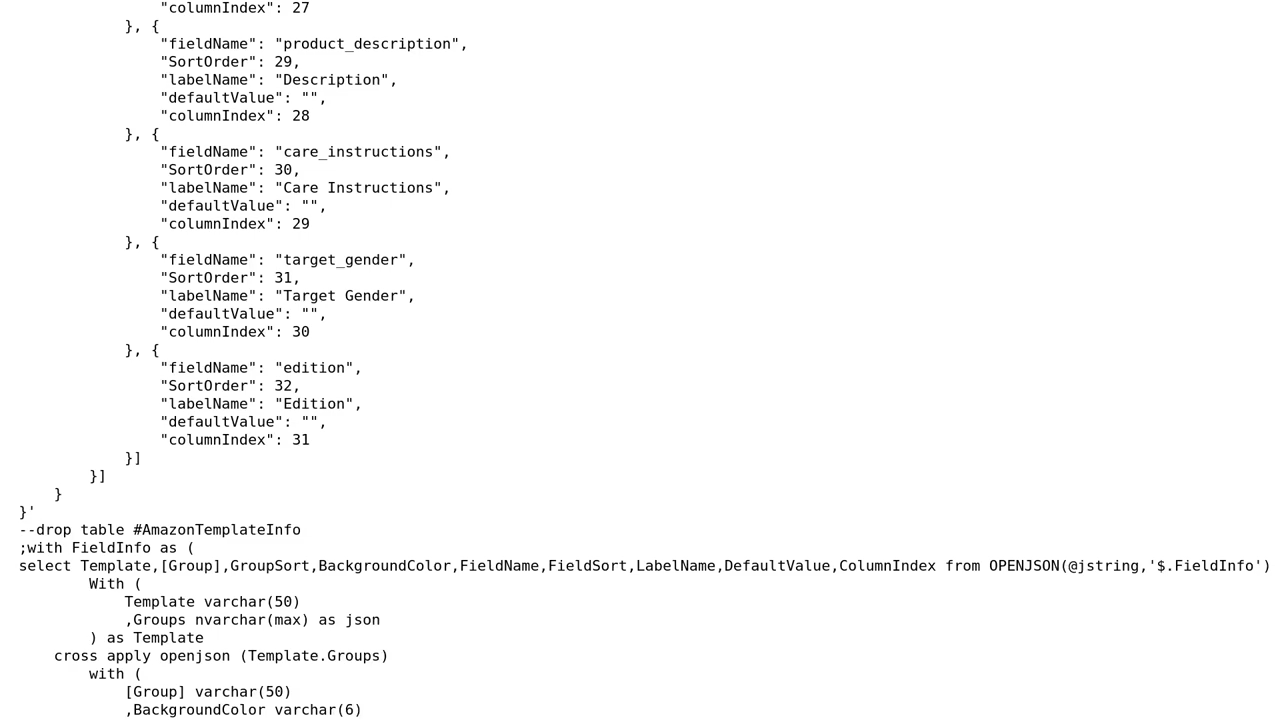 "columnIndex": 27
}, {
"fieldName": "product_description",
"SortOrder": 29,
"labelName": "Description",
"defaultValue": "",
"columnIndex": 28
}, {
"fieldName": "care_instructions",
"SortOrder": 30,
"labelName": "Care Instructions",
"defaultValue": "",
"columnIndex": 29
}, {
"fieldName": "target_gender",
"SortOrder": 31,
"labelName": "Target Gender",
"defaultValue": "",
"columnIndex": 30
}, {
"fieldName": "edition",
"SortOrder": 32,
"labelName": "Edition",
"defaultValue": "",
"columnIndex": 31
}]
}]
}
}'
--drop table #AmazonTemplateInfo
;with FieldInfo as (
select Template,[Group],GroupSort,BackgroundColor,FieldName,FieldSort,LabelName,DefaultValue,ColumnIndex from OPENJSON(@jstring,'$.FieldInfo')
With (
Template varchar(50)
,Groups nvarchar(max) as json
) as Template
cross apply openjson (Template.Groups)
with (
[Group] varchar(50)
,BackgroundColor varchar(6)